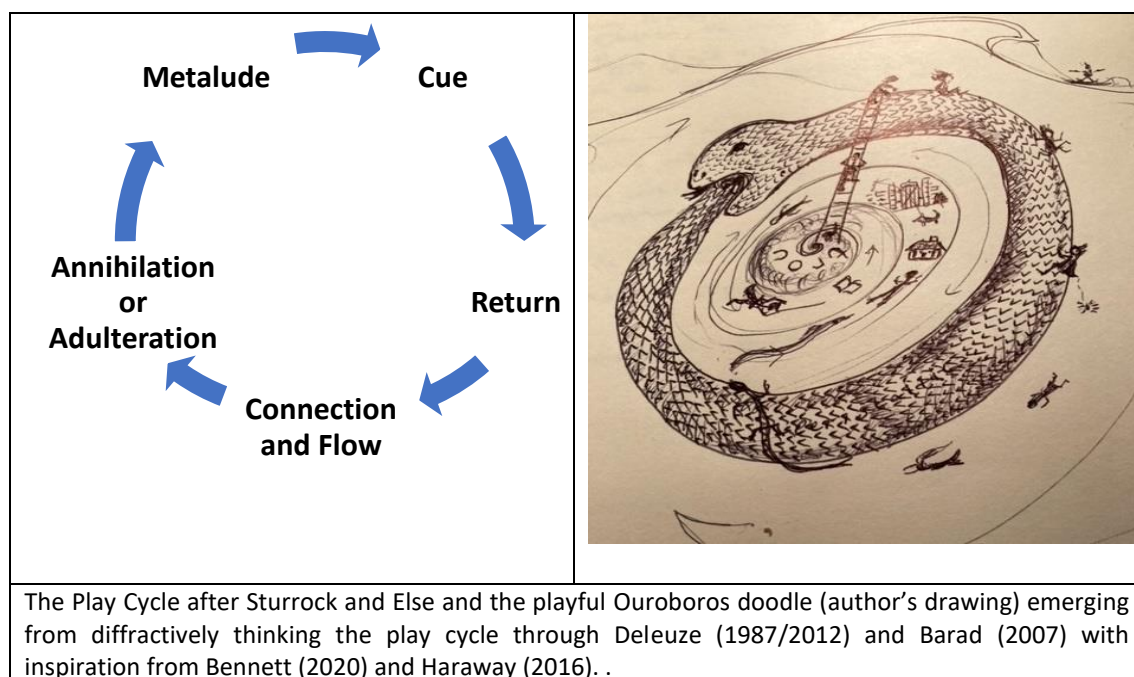 Metalude
Cue
Return
Connection
and Flow
Annihilation
or
Adulteration
The Play Cycle after Sturrock and Else and the playful Ouroboros doodle (author’s drawing) emerging
from diffractively thinking the play cycle through Deleuze (1987/2012) and Barad (2007) with
inspiration from Bennett (2020) and Haraway (2016). .